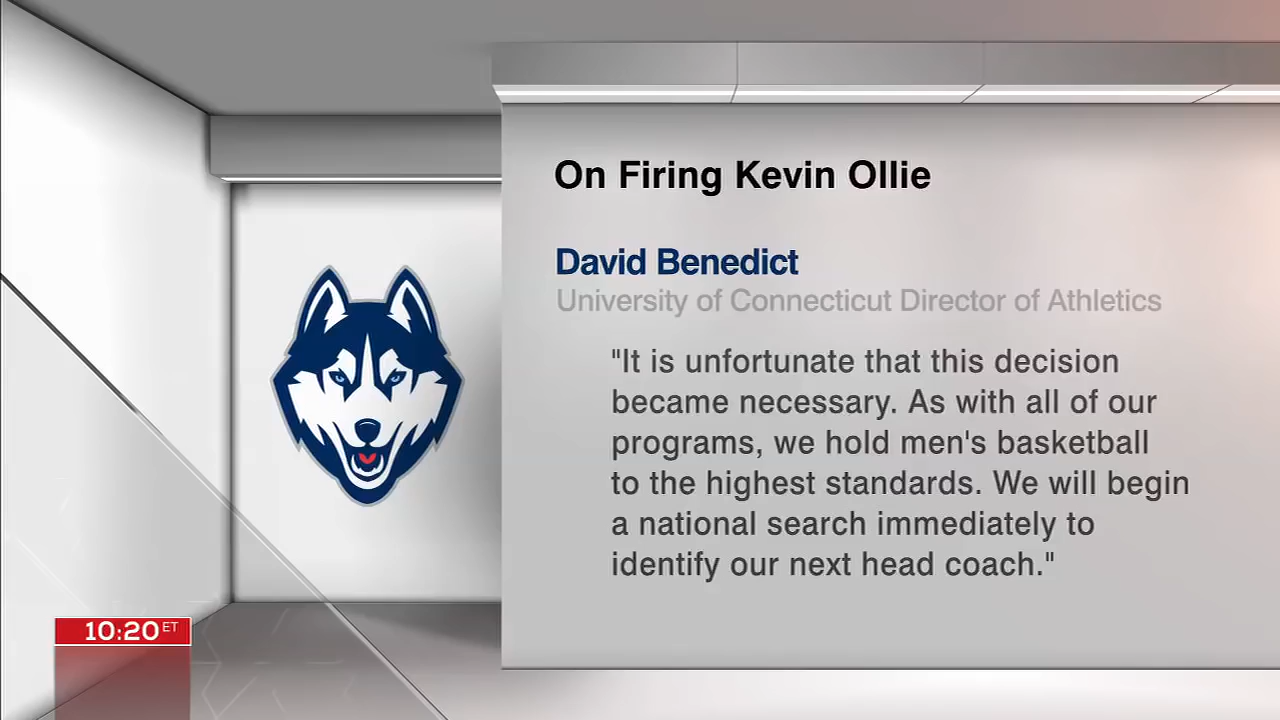 On Firing Kevin Ollie
David Benedict
University of Connecticut Director of Athletics
"It is unfortunate that this decision
became necessary. As with all of our
programs, we hold men's basketball
to the highest standards. We will begin
a national search immediately to
identify our next head coach."
10:20 ET